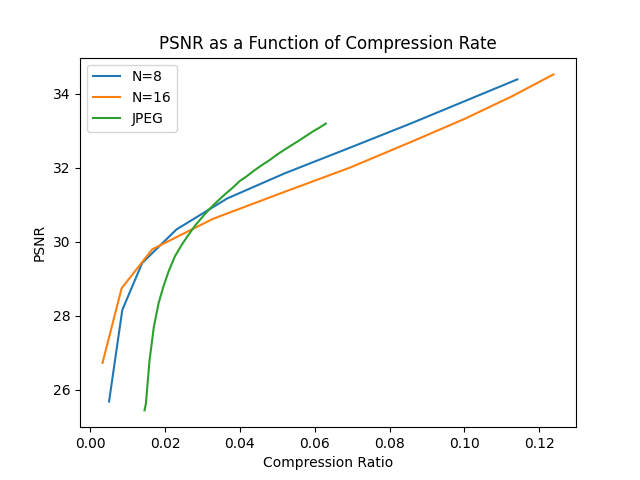 PSNR as a Function of Compression Rate
N=8
N=16
JPEG
34
32
30
28
26
PSNR
0.00 0.02 0.04 0.06 0.08 0.10 0.12
Compression Ratio